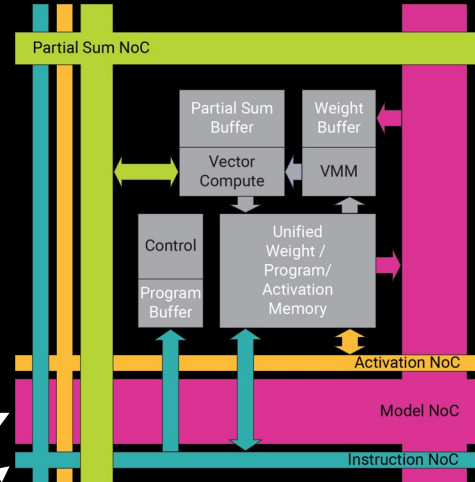 Partial Sum NoC
Partial Sum
Buffer
Weight
Buffer
Vector
Compute
VMM
Control
Program
Buffer
Unified
Weight /
Program/
Activation
Memory
Activation NoC
Model NoC
Instruction NoC